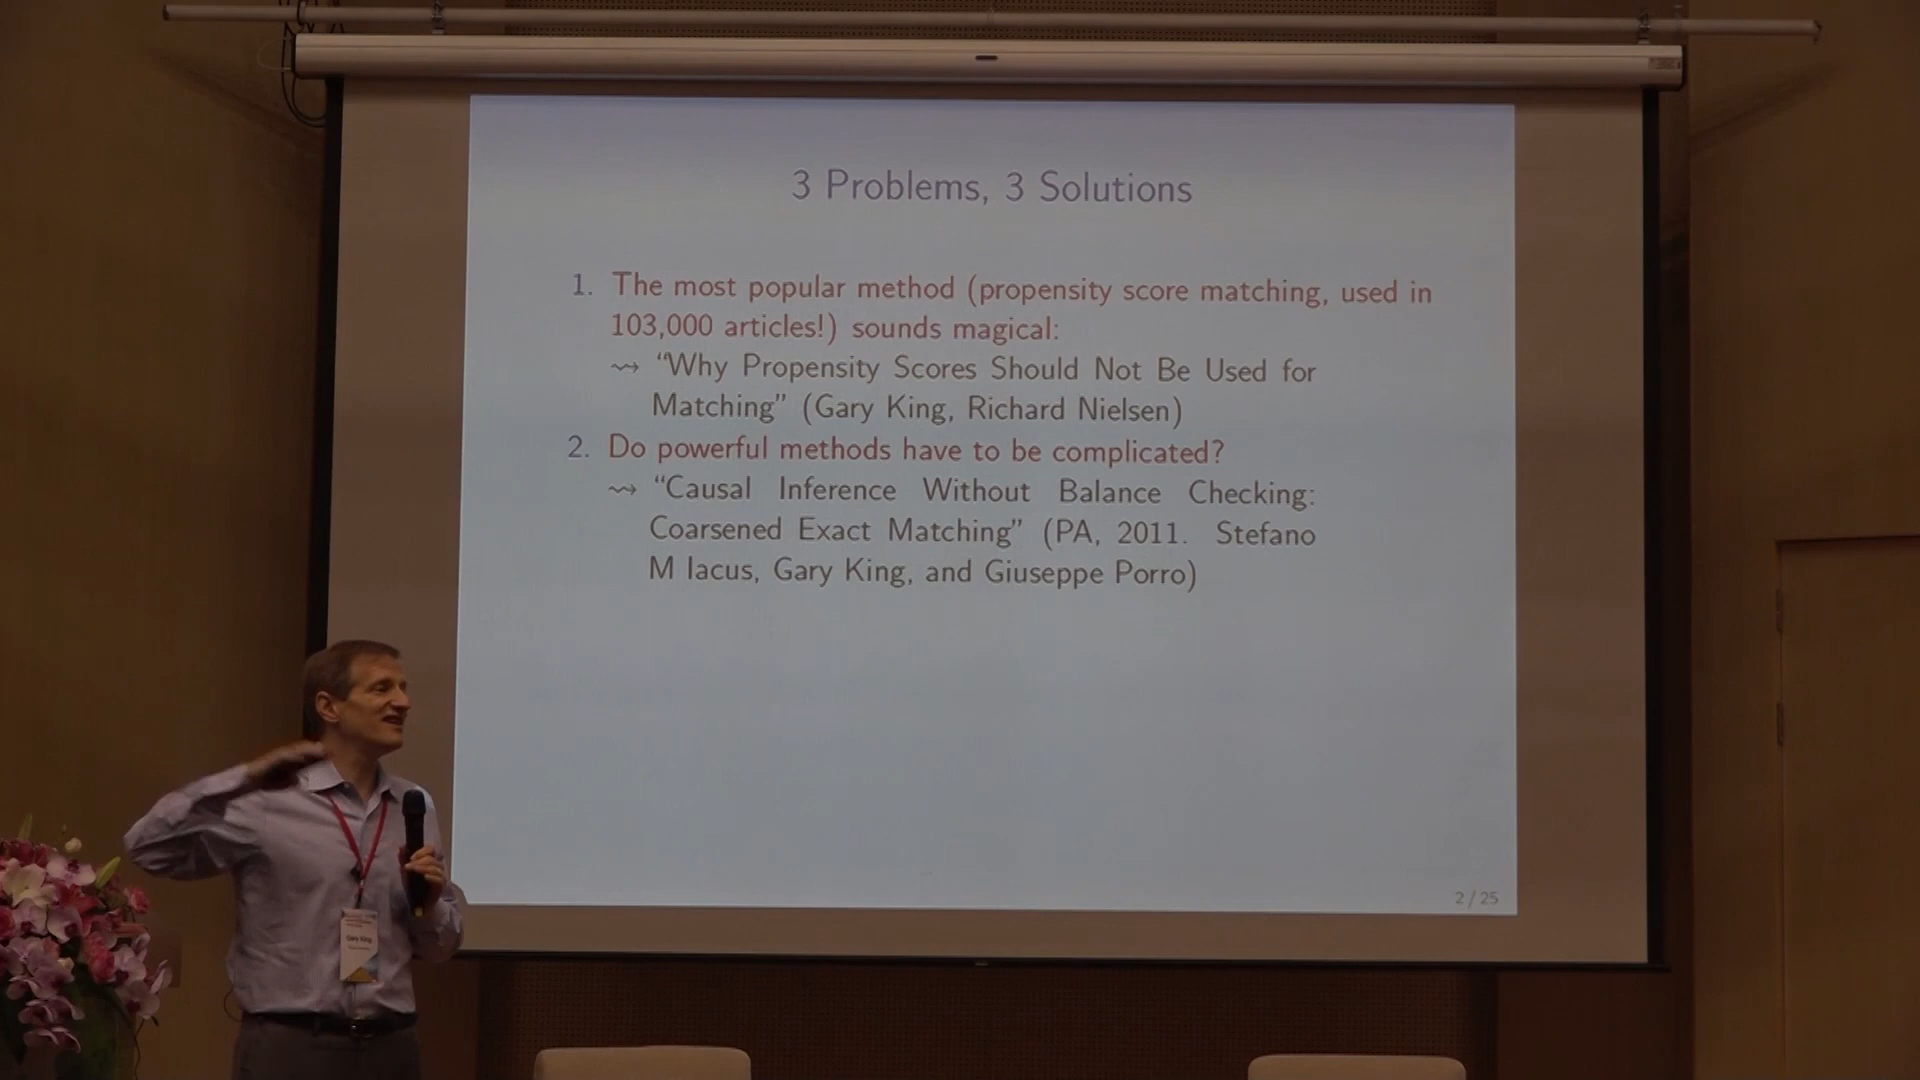 3 Problems, 3 Solutions
1. The most popular method (propensity score matching, used in
103,000 articles!) sounds magical:
⇝ “Why Propensity Scores Should Not Be Used for
Matching” (Gary King, Richard Nielsen)
2. Do powerful methods have to be complicated?
⇝ “Causal Inference Without Balance Checking:
Coarsened Exact Matching” (PA, 2011. Stefano
M Iacus, Gary King, and Giuseppe Porro)
2 / 25
Gary King